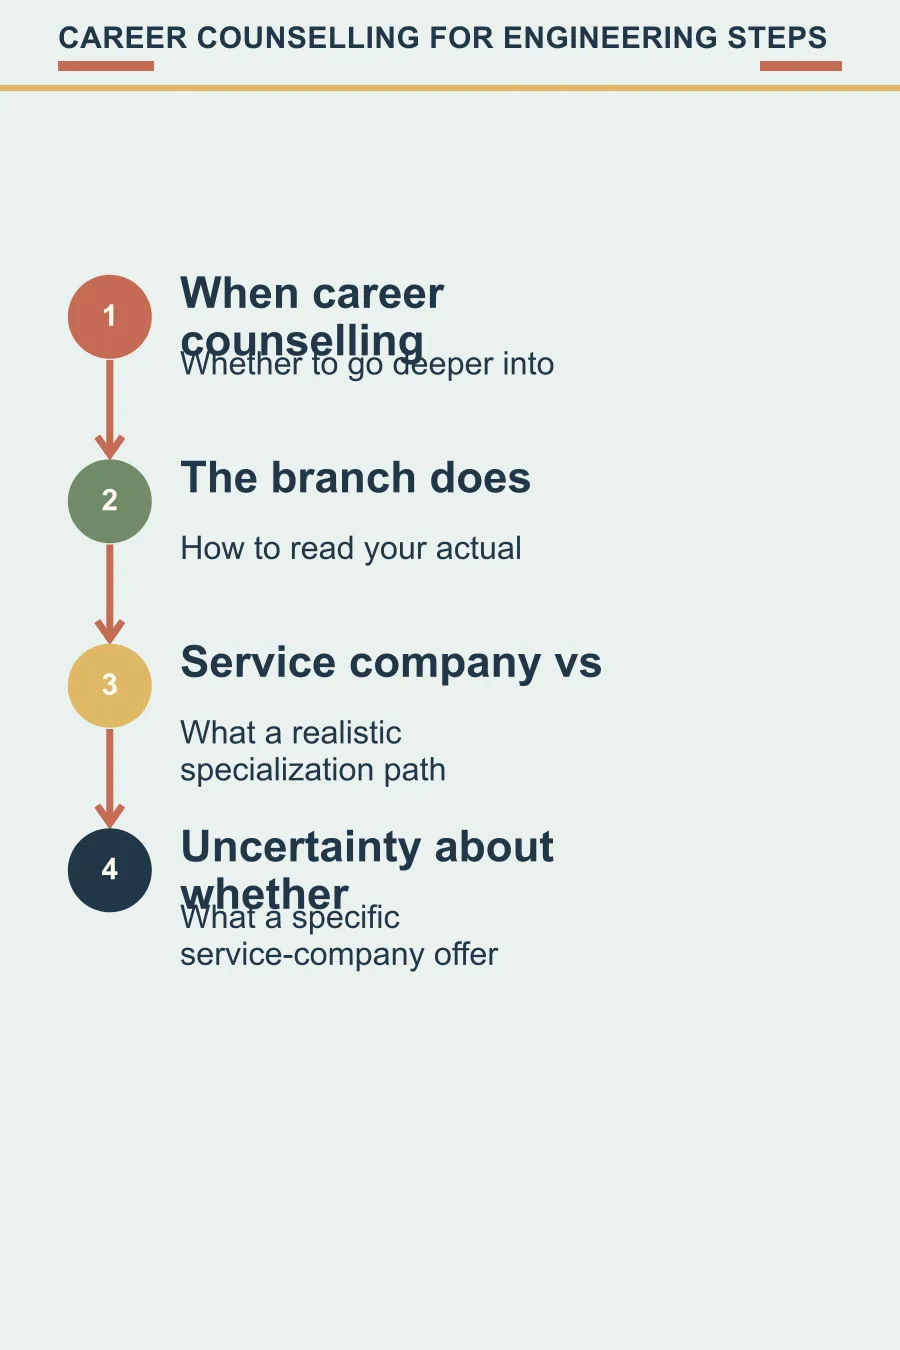 CAREER COUNSELLING FOR ENGINEERING STEPS
1
When career
counselling
Whether to go deeper into
2
The branch does
How to read your actual
3
Service company vs
What a realistic
specialization path
4
Uncertainty about
whether
What a specific
service-company offer